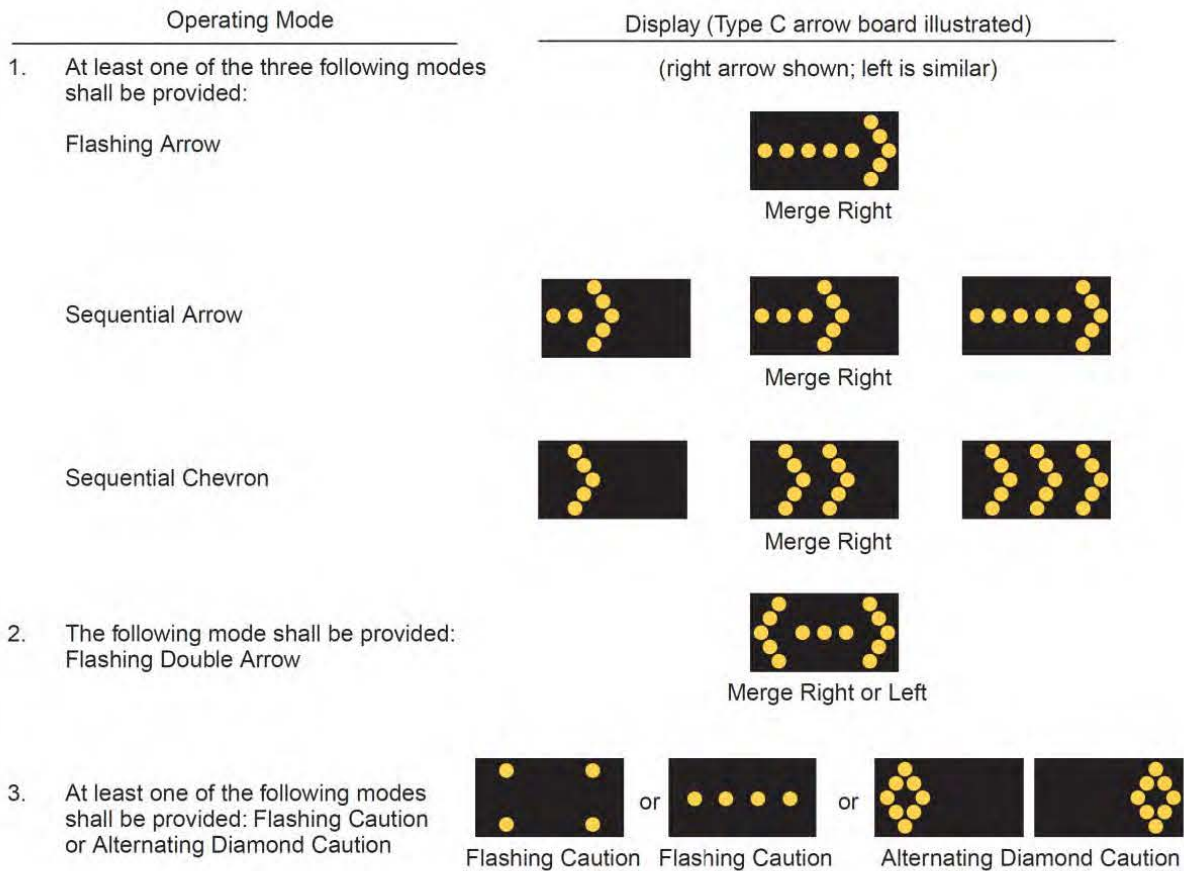 Operating Mode
Display (Type C arrow board illustrated)
1. At least one of the three following modes
shall be provided:
(right arrow shown; left is similar)
Flashing Arrow
Merge Right
Sequential Arrow
Merge Right
Sequential Chevron
Merge Right
2. The following mode shall be provided:
Flashing Double Arrow
Merge Right or Left
3. At least one of the following modes
shall be provided: Flashing Caution
or Alternating Diamond Caution
or
or
Flashing Caution
Flashing Caution
Alternating Diamond Caution